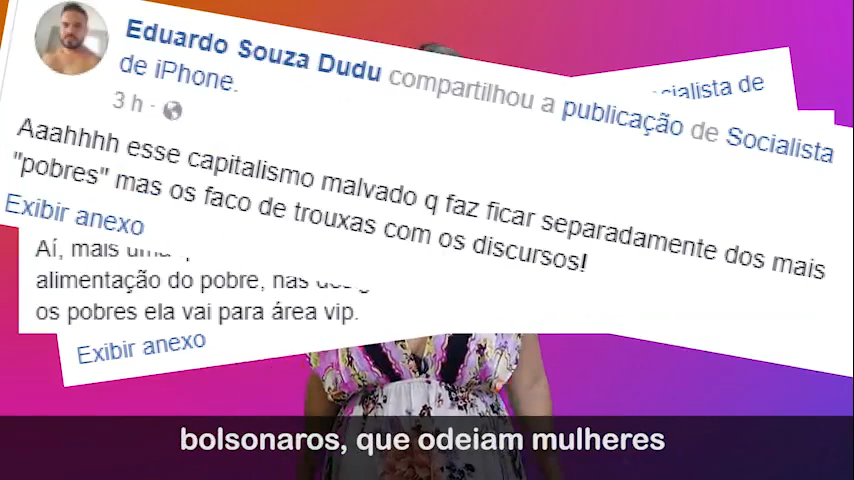 Eduardo Souza Dudu compartilhou a publicação de Socialista
de iPhone.
3 h
Aaahhhh esse capitalismo malvado q faz ficar separadamente dos mais
"pobres" mas os faco de trouxas com os discursos!
Exibir anexo
de
Aí, mais
alimentação do pobre, nas
os pobres ela vai para área vip.
Exibir anexo
bolsonaros, que odeiam mulheres